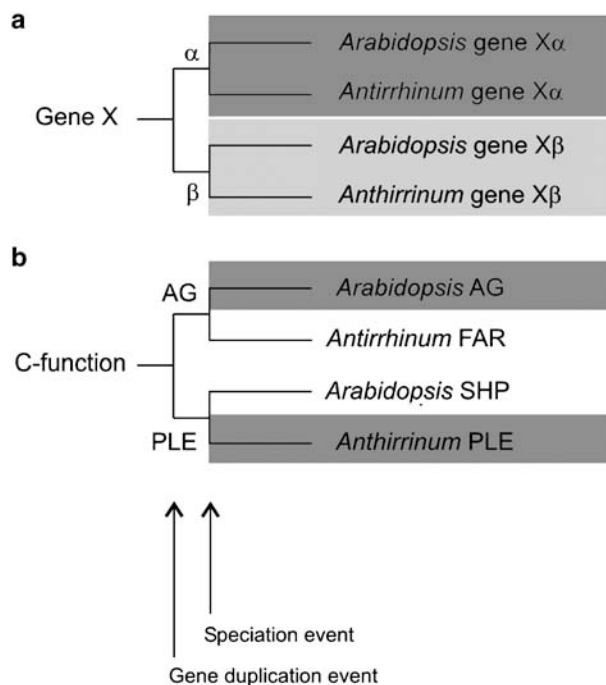 a
α
Arabidopsis gene Xα
Antirrhinum gene Xα
Gene X
Arabidopsis gene Xβ
β
Anthirrinum gene Xβ
b
AG
Arabidopsis AG
Antirrhinum FAR
C-function
Arabidopsis SHP
PLE
Anthirrinum PLE
Speciation event
Gene duplication event